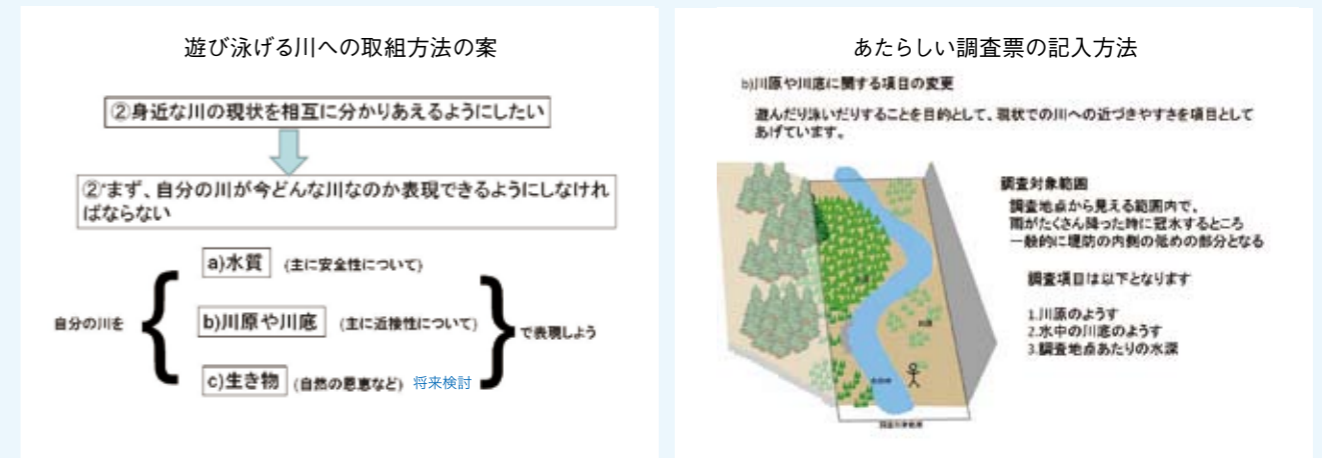 遊び泳げる川への取組方法の案
②身近な川の現状を相互に分かりあえるようにしたい
②'まず、自分の川が今どんな川なのか表現できるようにしなけれ
ばならない
自分の川を
a)水質 (主に安全性について)
b)川原や川底 (主に近接性について)
c)生き物 (自然の恩恵など) 将来検討
で表現しよう
あたらしい調査票の記入方法
b)川原や川底に関する項目の変更
遊んだり泳いだりすることを目的として、現状での川への近づきやすさを項目として
あげています。
調査対象範囲
調査地点から見える範囲内で、
雨がたくさん降った時に冠水するところ
一般的に堤防の内側の低めの部分となる
調査項目は以下となります
1.川原のようす
2.水中の川底のようす
3.調査地点あたりの水深